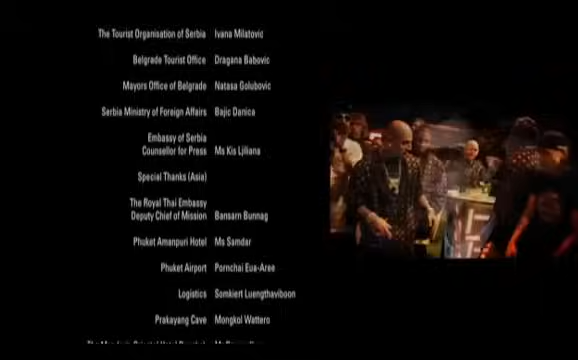 The Tourist Organisation of Serbia Ivana Milatovic
Belgrade Tourist Office Dragana Babovic
Mayors Office of Belgrade Natasa Golubovic
Serbia Ministry of Foreign Affairs Bajic Danica
Embassy of Serbia
Counsellor for Press Ms Kis Ljiliana
Special Thanks (Asia)
The Royal Thai Embassy
Deputy Chief of Mission Bansarn Bunnag
Phuket Amanpuri Hotel Ms Samdar
Phuket Airport Pornchai Eua-Aree
Logistics Somkiert Luengthaviboon
Prakayang Cave Mongkol Wattero